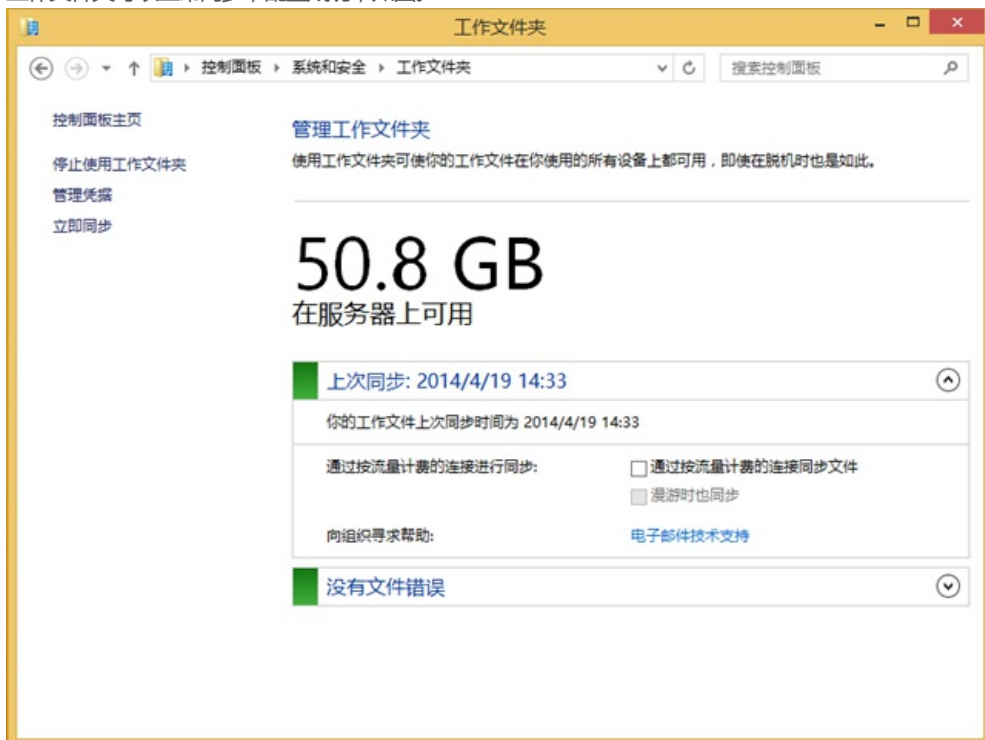 工作文件夹
控制面板 系统和安全 工作文件夹 搜索控制面板
控制面板主页
停止使用工作文件夹
管理凭据
立即同步
管理工作文件夹
使用工作文件夹可使你的工作文件在你使用的所有设备上都可用，即使在脱机时也是如此。
50.8 GB
在服务器上可用
上次同步: 2014/4/19 14:33
你的工作文件上次同步时间为 2014/4/19 14:33
通过按流量计费的连接进行同步: 通过按流量计费的连接同步文件
漫游时也同步
向组织寻求帮助: 电子邮件技术支持
没有文件错误